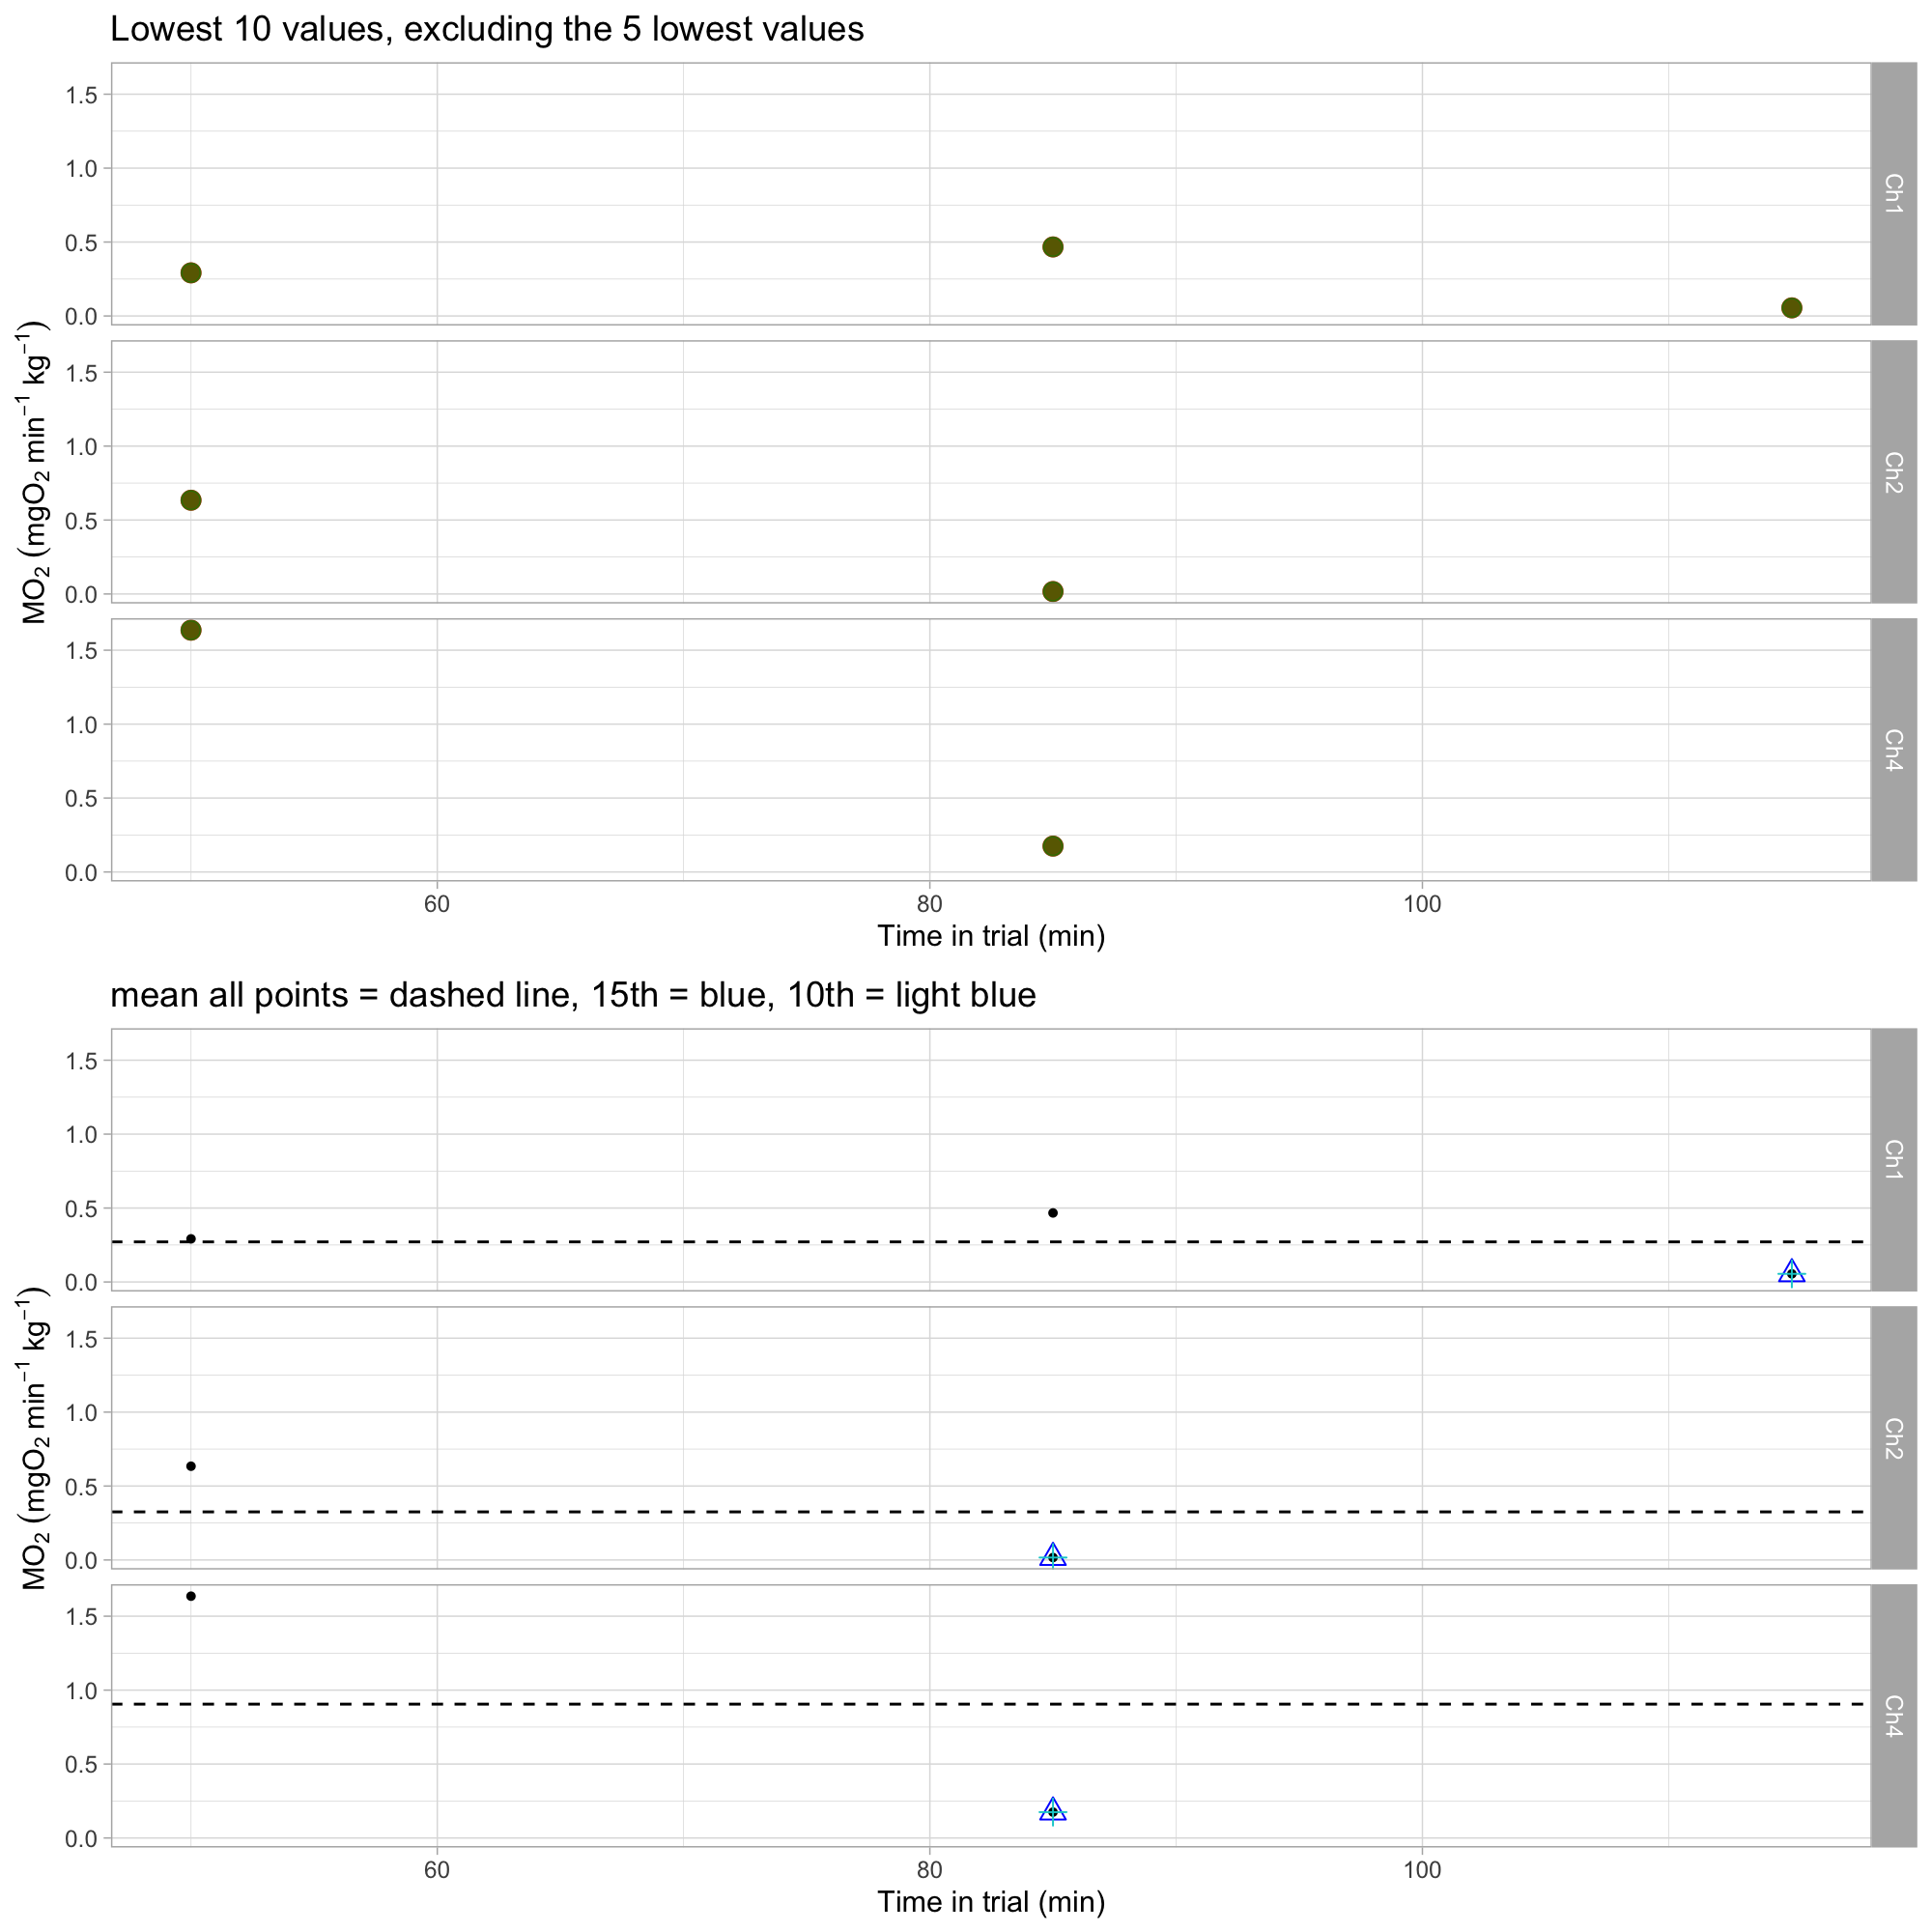 Lowest 10 values, excluding the 5 lowest values
MO₂ (mgO₂ min⁻¹ kg⁻¹)
1.5
1.0
0.5
0.0
Ch1
1.5
1.0
0.5
0.0
Ch2
1.5
1.0
0.5
0.0
Ch4
60 80 100
Time in trial (min)
mean all points = dashed line, 15th = blue, 10th = light blue
MO₂ (mgO₂ min⁻¹ kg⁻¹)
1.5
1.0
0.5
0.0
Ch1
1.5
1.0
0.5
0.0
Ch2
1.5
1.0
0.5
0.0
Ch4
60 80 100
Time in trial (min)